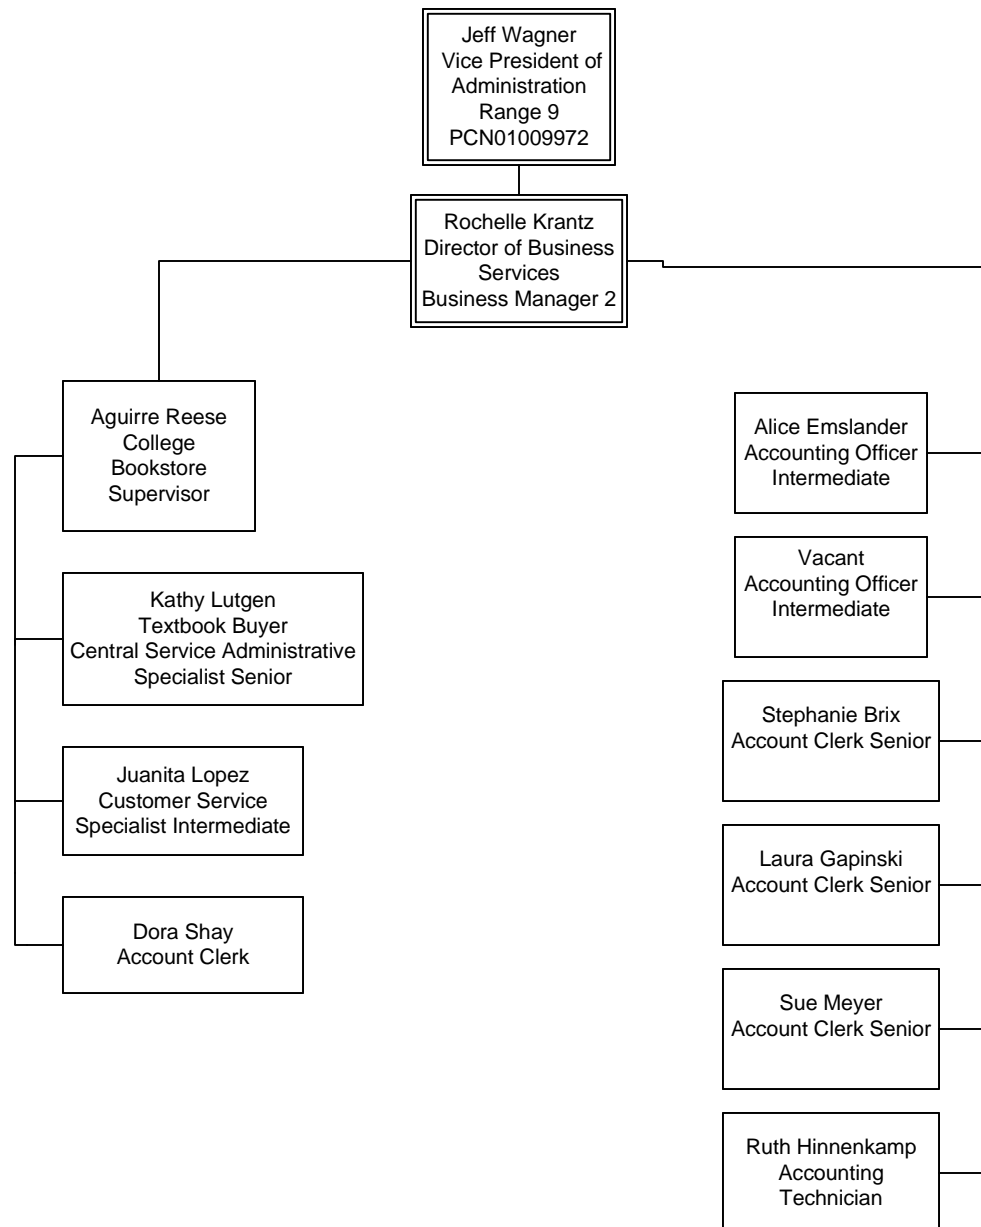 Jeff Wagner
Vice President of
Administration
Range 9
PCN01009972
Rochelle Krantz
Director of Business
Services
Business Manager 2
Aguirre Reese
College
Bookstore
Supervisor
Kathy Lutgen
Textbook Buyer
Central Service Administrative
Specialist Senior
Juanita Lopez
Customer Service
Specialist Intermediate
Dora Shay
Account Clerk
Alice Emslander
Accounting Officer
Intermediate
Vacant
Accounting Officer
Intermediate
Stephanie Brix
Account Clerk Senior
Laura Gapinski
Account Clerk Senior
Sue Meyer
Account Clerk Senior
Ruth Hinnenkamp
Accounting
Technician